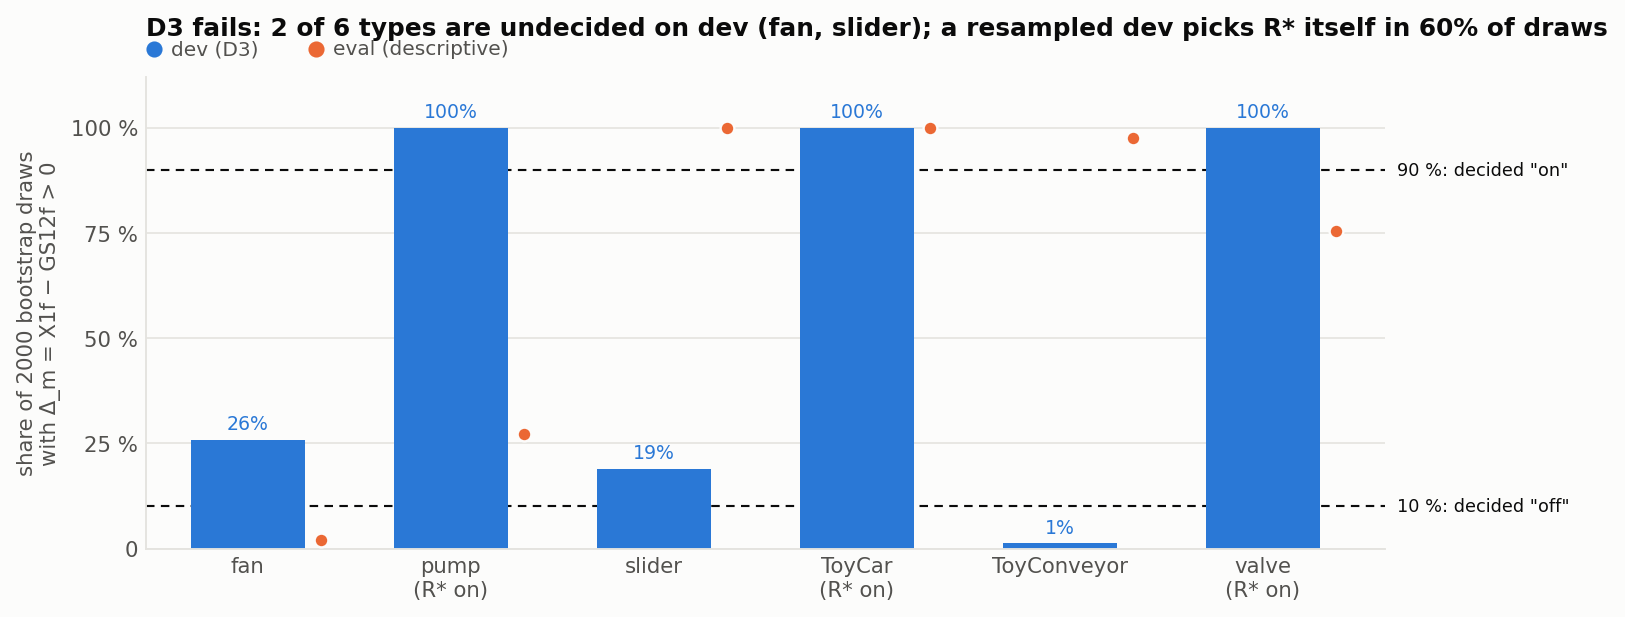 D3 fails: 2 of 6 types are undecided on dev (fan, slider); a resampled dev picks R* itself in 60% of draws
dev (D3)
eval (descriptive)
share of 2000 bootstrap draws
with Δ_m = X1f − GS12f > 0
100 %
75 %
50 %
25 %
0
26%
100%
19%
100%
1%
100%
90 %: decided "on"
10 %: decided "off"
fan
pump
(R* on)
slider
ToyCar
(R* on)
ToyConveyor
valve
(R* on)